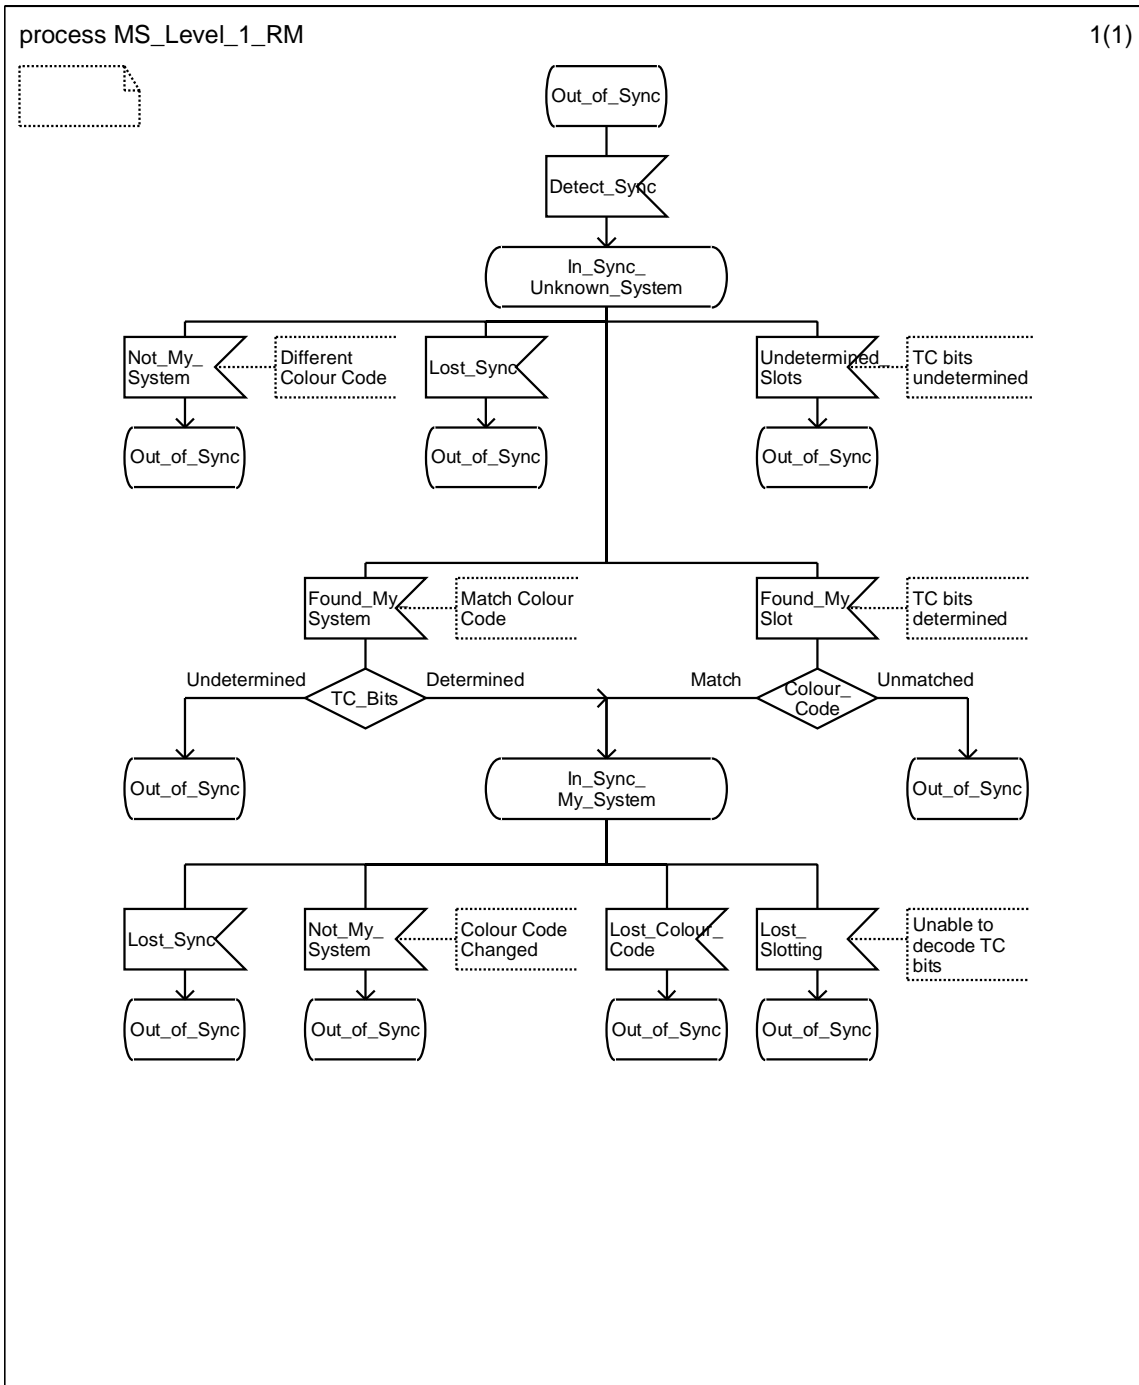 process MS_Level_1_RM
1(1)
Out_of_Sync
Detect_Sync
In_Sync_
Unknown_System
Not_My_
System
Different
Colour Code
Lost_Sync
Undetermined_
Slots
TC bits
undetermined
Out_of_Sync
Out_of_Sync
Out_of_Sync
Found_My_
System
Match Colour
Code
Found_My_
Slot
TC bits
determined
Undetermined
TC_Bits
Determined
Match
Colour_
Code
Unmatched
Out_of_Sync
In_Sync_
My_System
Out_of_Sync
Lost_Sync
Not_My_
System
Colour Code
Changed
Lost_Colour_
Code
Lost_
Slotting
Unable to
decode TC
bits
Out_of_Sync
Out_of_Sync
Out_of_Sync
Out_of_Sync